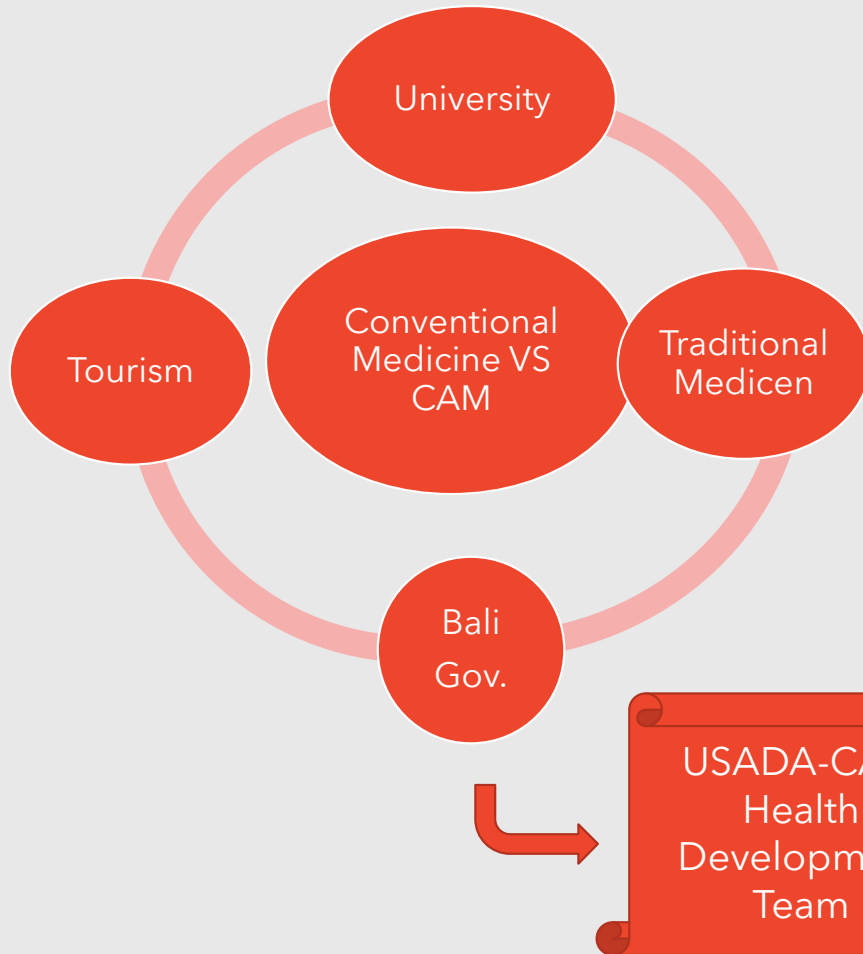 University
Conventional
Medicine VS
CAM
Traditional
Medicen
Tourism
Bali
Gov.
Health
Team